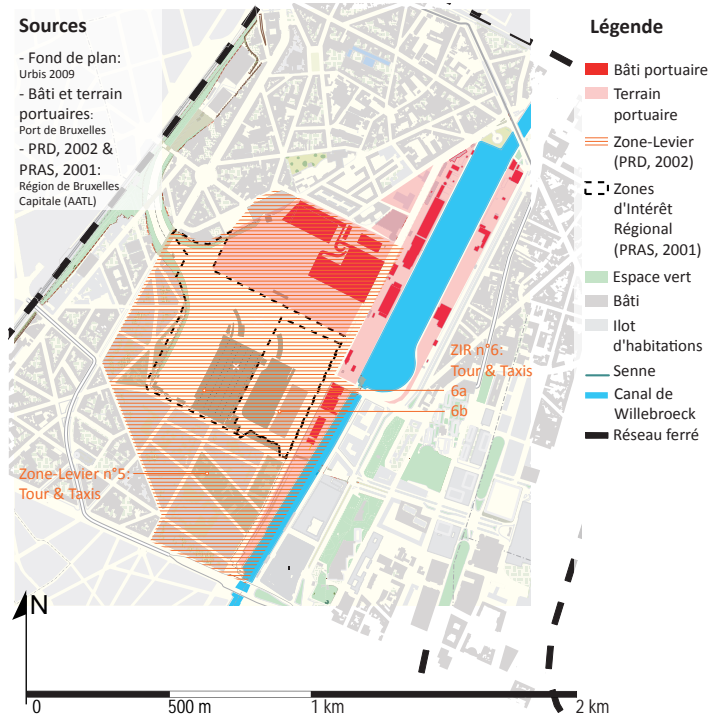 Sources
- Fond de plan:
Urbis 2009
- Bâti et terrain
portuaires:
Port de Bruxelles
- PRD, 2002 &
PRAS, 2001:
Région de Bruxelles
Capitale (AATL)
Légende
Bâti portuaire
Terrain
portuaire
Zone-Levier
(PRD, 2002)
Zones
d'Intérêt
Régional
(PRAS, 2001)
Espace vert
Bâti
Ilot
d'habitations
Senne
Canal de
Willebroeck
Réseau ferré
ZIR n°6:
Tour & Taxis
6a
6b
Zone-Levier n°5:
Tour & Taxis
N
0
500 m
1 km
2 km